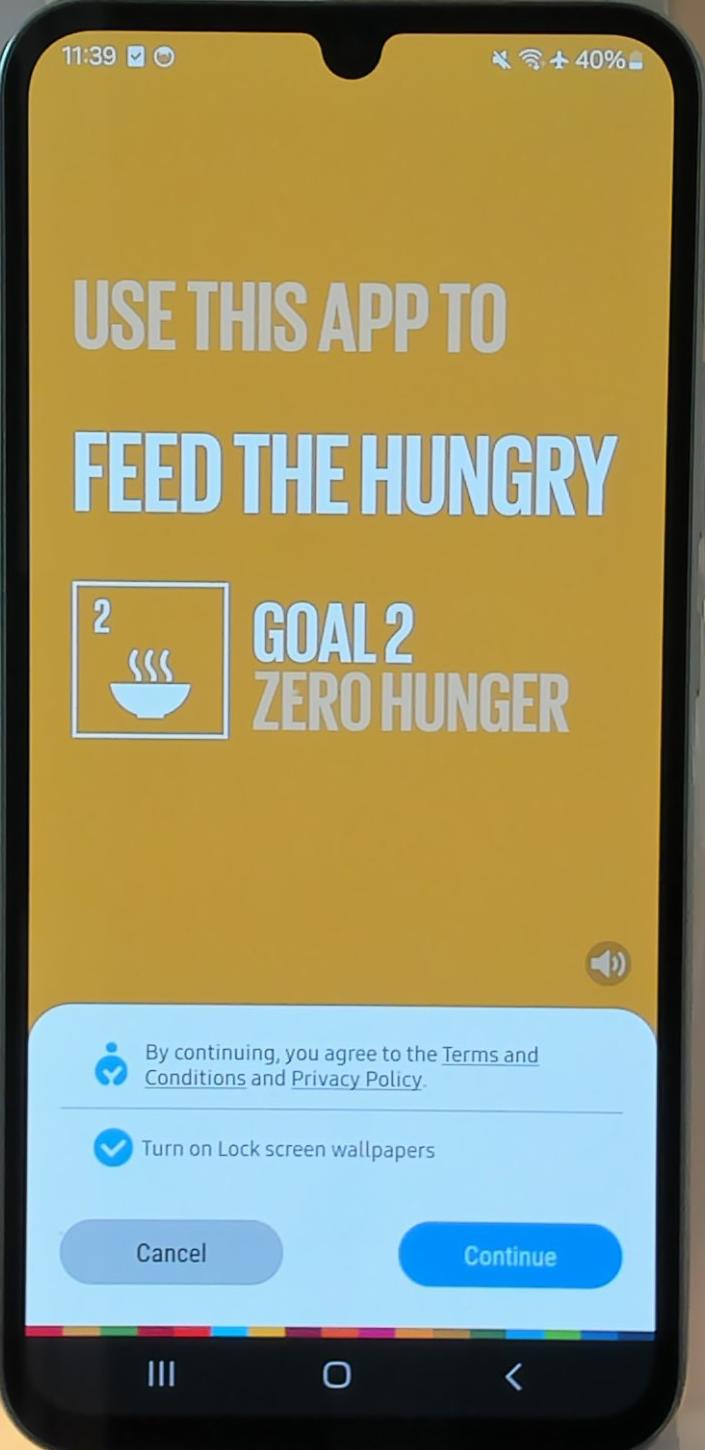 11:39
40%
USE THIS APP TO
FEED THE HUNGRY
2
GOAL 2
ZERO HUNGER
By continuing, you agree to the Terms and
Conditions and Privacy Policy.
Turn on Lock screen wallpapers
Cancel
Continue